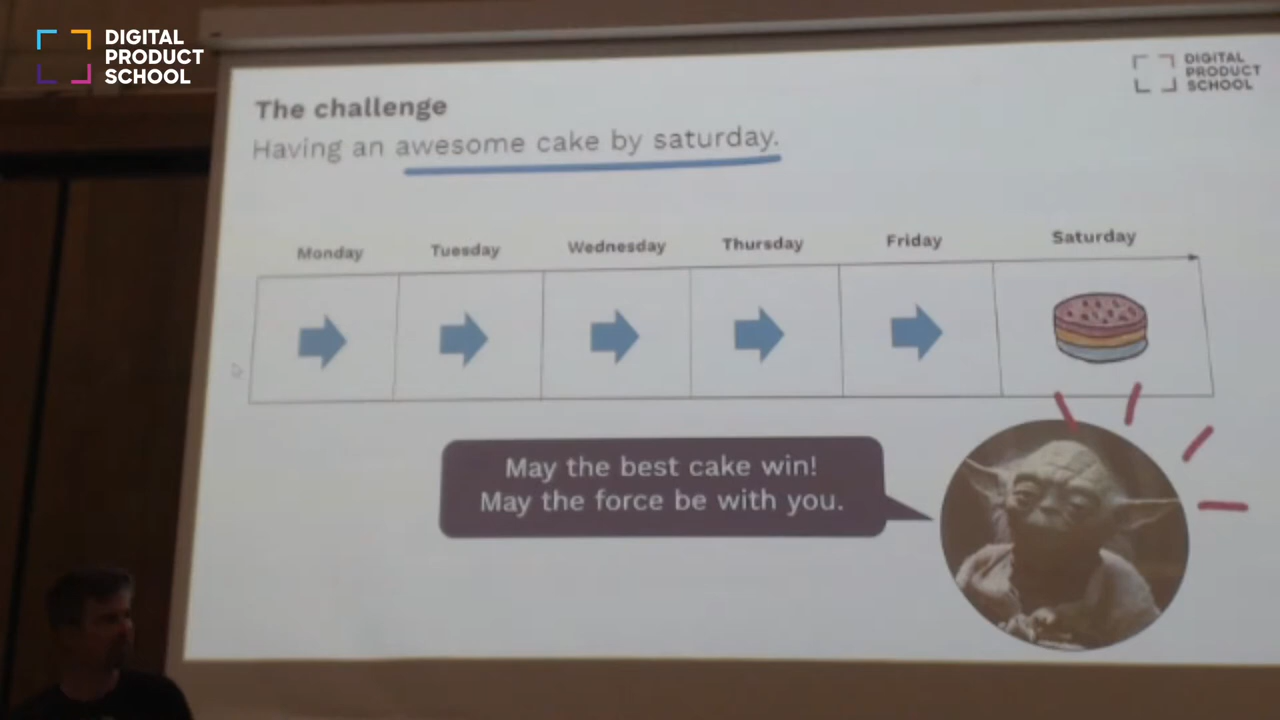 DIGITAL
PRODUCT
SCHOOL
DIGITAL
PRODUCT
SCHOOL
The challenge
Having an awesome cake by saturday.
Monday
Tuesday
Wednesday
Thursday
Friday
Saturday
May the best cake win!
May the force be with you.